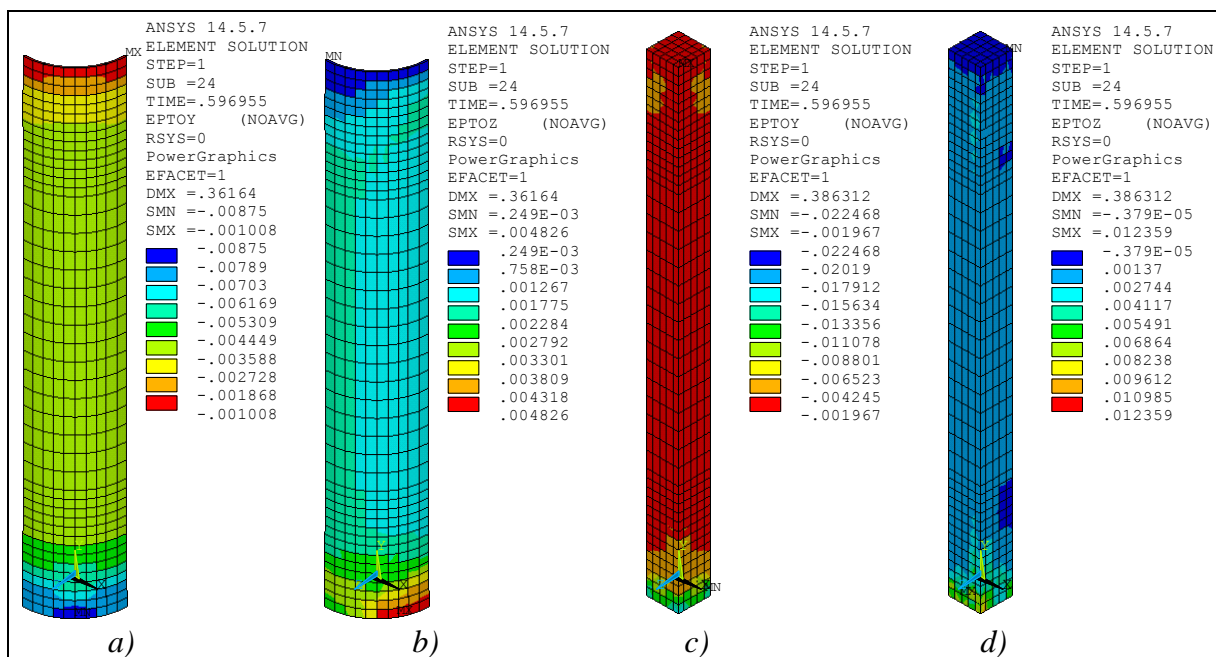 MX
ANSYS 14.5.7
ELEMENT SOLUTION
STEP=1
SUB =24
TIME=.596955
EPTOY (NOAVG)
RSYS=0
PowerGraphics
EFACET=1
DMX =.36164
SMN =-.00875
SMX =-.001008
-.00875
-.00789
-.00703
-.006169
-.005309
-.004449
-.003588
-.002728
-.001868
-.001008
Y
X
a)
MN
ANSYS 14.5.7
ELEMENT SOLUTION
STEP=1
SUB =24
TIME=.596955
EPTOZ (NOAVG)
RSYS=0
PowerGraphics
EFACET=1
DMX =.36164
SMN =.249E-03
SMX =.004826
.249E-03
.758E-03
.001267
.001775
.002284
.002792
.003301
.003809
.004318
.004826
Y
X
b)
ANSYS 14.5.7
ELEMENT SOLUTION
STEP=1
SUB =24
TIME=.596955
EPTOY (NOAVG)
RSYS=0
PowerGraphics
EFACET=1
DMX =.386312
SMN =-.022468
SMX =-.001967
-.022468
-.02019
-.017912
-.015634
-.013356
-.011078
-.008801
-.006523
-.004245
-.001967
MN
c)
MN
ANSYS 14.5.7
ELEMENT SOLUTION
STEP=1
SUB =24
TIME=.596955
EPTOZ (NOAVG)
RSYS=0
PowerGraphics
EFACET=1
DMX =.386312
SMN =-.379E-05
SMX =.012359
-.379E-05
.00137
.002744
.004117
.005491
.006864
.008238
.009612
.010985
.012359
X
d)